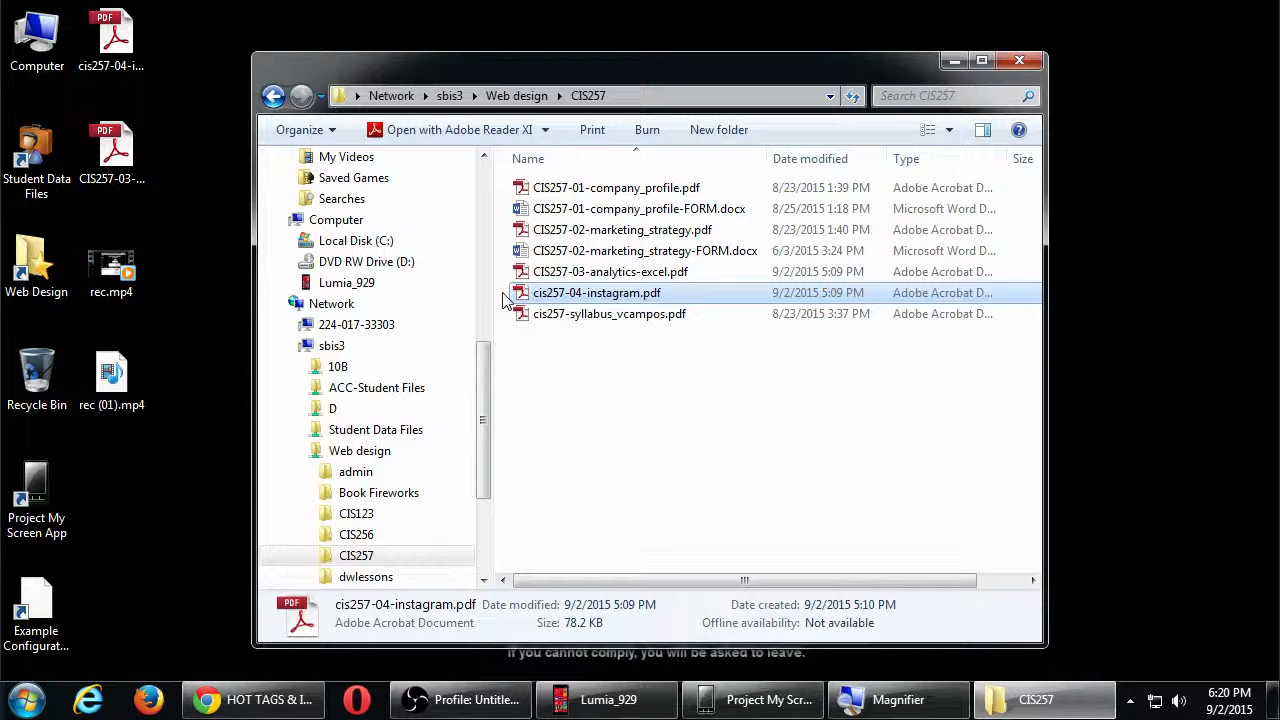 Computer
cis257-04-i...
Student Data
Files
CIS257-03-...
Web Design
rec.mp4
Recycle Bin
rec (01).mp4
Project My
Screen App
Example
Configurat...
Network sbis3 Web design CIS257
Search CIS257
Organize Open with Adobe Reader XI Print Burn New folder
My Videos
Saved Games
Searches
Computer
Local Disk (C:)
DVD RW Drive (D:)
Lumia_929
Network
224-017-33303
sbis3
10B
ACC-Student Files
D
Student Data Files
Web design
admin
Book Fireworks
CIS123
CIS256
CIS257
dwlessons
Name Date modified Type Size
CIS257-01-company_profile.pdf 8/23/2015 1:39 PM Adobe Acrobat D...
CIS257-01-company_profile-FORM.docx 8/25/2015 1:18 PM Microsoft Word D...
CIS257-02-marketing_strategy.pdf 8/23/2015 1:40 PM Adobe Acrobat D...
CIS257-02-marketing_strategy-FORM.docx 6/3/2015 3:24 PM Microsoft Word D...
CIS257-03-analytics-excel.pdf 9/2/2015 5:09 PM Adobe Acrobat D...
cis257-04-instagram.pdf 9/2/2015 5:09 PM Adobe Acrobat D...
cis257-syllabus_vcampos.pdf 8/23/2015 3:37 PM Adobe Acrobat D...
PDF
cis257-04-instagram.pdf Date modified: 9/2/2015 5:09 PM Date created: 9/2/2015 5:10 PM
Adobe Acrobat Document Size: 78.2 KB Offline availability: Not available
If you cannot comply, you will be asked to leave.
HOT TAGS & I... Profile: Untitle... Lumia_929 Project My Scr... Magnifier CIS257
6:20 PM
9/2/2015